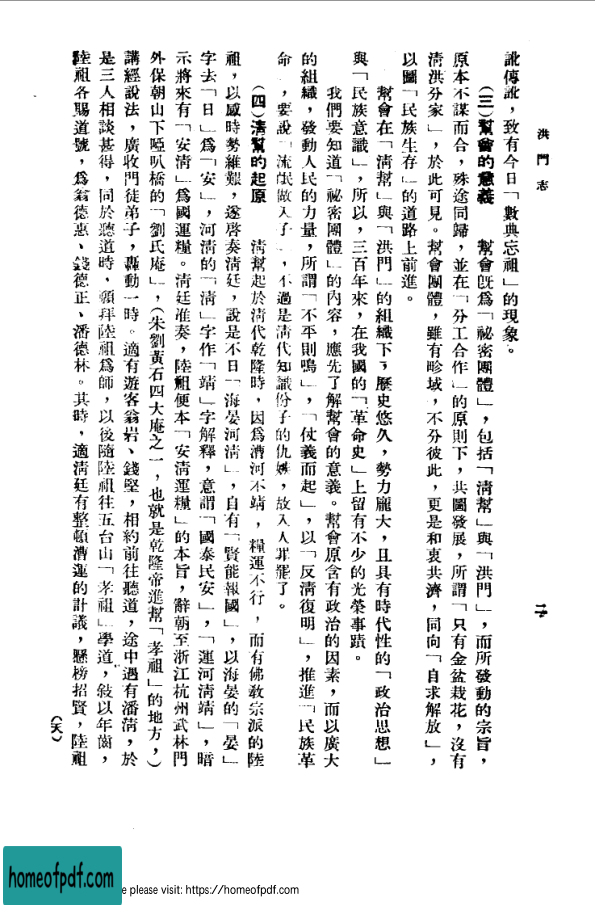 洪門志
二
訛傳訛，致有今日「數典忘祖」的現象。
（三）幫會的意義　幫會旣爲「祕密團體」，包括「清幫」與「洪門」，而所發動的宗旨，
原本不謀而合，殊途同歸，並在「分工合作」的原則下，共圖發展，所謂「只有金盆栽花，沒有
清洪分家」，於此可見。幫會團體，雖有畛域，不分彼此，更是和衷共濟，同向「自求解放」，
以圖「民族生存」的道路上前進。
幫會在「清幫」與「洪門」的組織下，歷史悠久，勢力龐大，且具有時代性的「政治思想」
與「民族意識」，所以，三百年來，在我國的「革命史」上留有不少的光榮事蹟。
我們要知道「祕密團體」的內容，應先了解幫會的意義。幫會原含有政治的因素，而以廣大
的組織，發動人民的力量，所謂「不平則鳴」，「仗義而起」，以「反清復明」，推進「民族革
命」，要說「流氓做入子」，不過是清代知識份子的仇嫉，故入人罪罷了。
（四）清幫的起原　清幫起於清代乾隆時，因爲漕河不靖，糧運不行，而有佛敎宗派的陸
祖，以感時勢維艱，遂啓奏清廷，說是不日「海晏河清」，自有「賢能報國」，以海晏的「晏」
字去「日」爲「安」，河清的「清」字作「靖」字解釋，意謂「國泰民安」，「運河清靖」，暗
示將來有「安清」爲國運糧。清廷准奏，陸祖便本「安清運糧」的本旨，辭朝至浙江杭州武林門
外保朝山下啞叭橋的「劉氏庵」，（朱劉黃石四大庵之一，也就是乾隆帝進幫「孝祖」的地方，）
講經說法，廣收門徒弟子，轟動一時。適有遊客翁岩、錢堅，相約前往聽道，途中遇有潘清，於
是三人相談甚得，同於聽道時，願拜陸祖爲師，以後隨陸祖往五台山「孝祖」學道，敍以年齒，
陸祖各賜道號，爲翁德惠、錢德正、潘德林。其時，適清廷有整頓漕運的計議，懸榜招賢，陸祖
（天）
homeofpdf.com
e please visit: https://homeofpdf.com